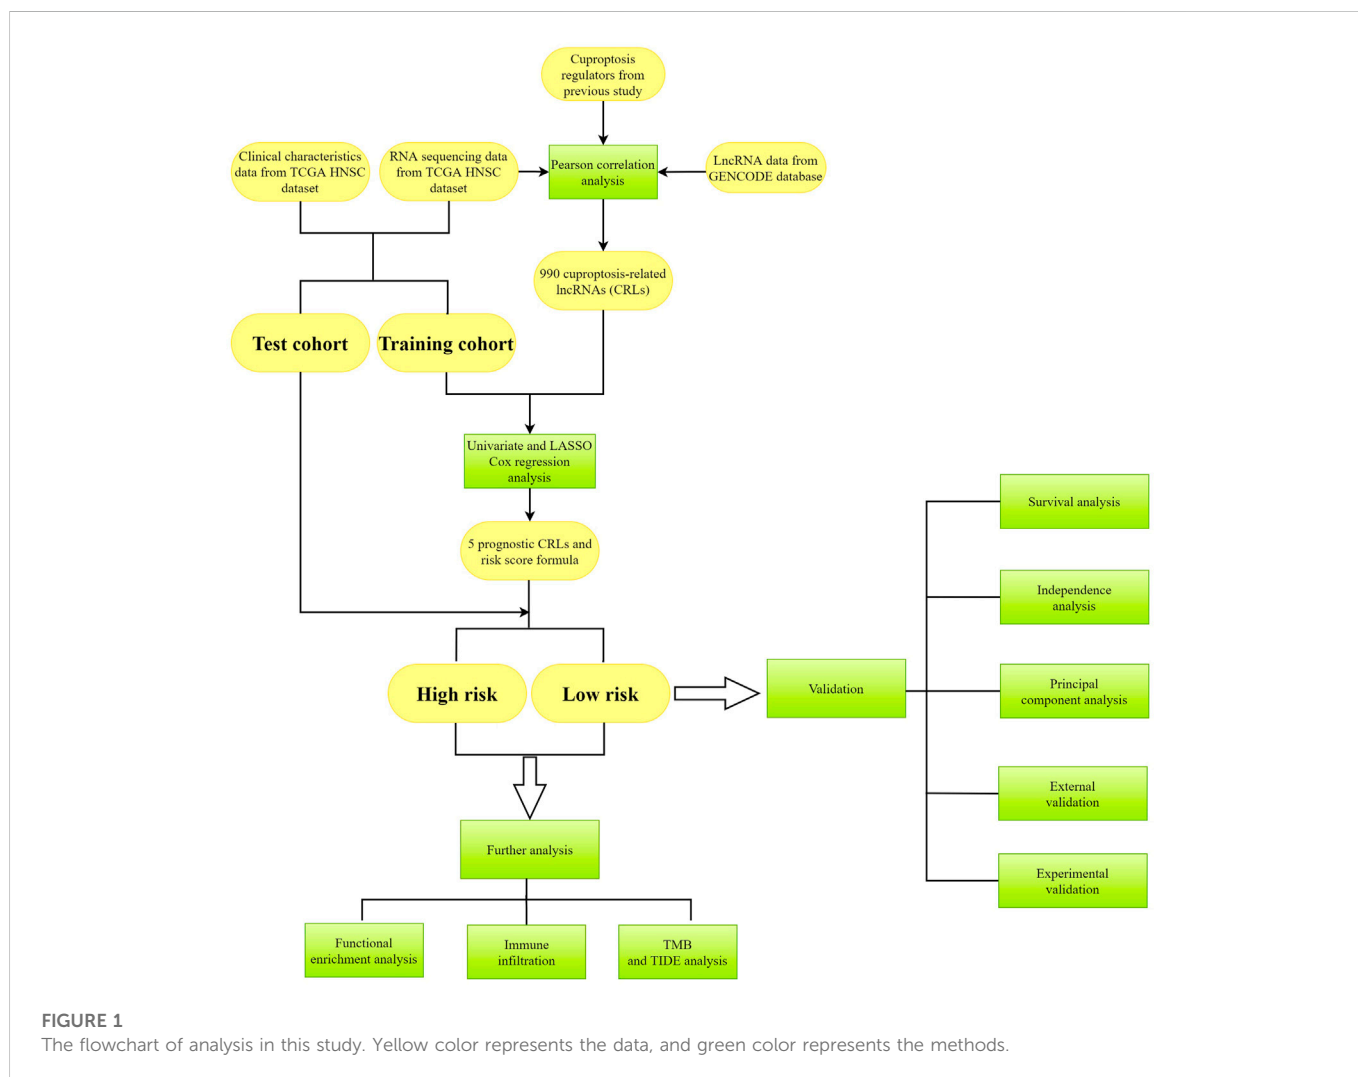 Cuproptosis
regulators from
previous study
Clinical characteristics
data from TCGA HNSC
dataset
RNA sequencing data
from TCGA HNSC
dataset
Pearson correlation
analysis
LncRNA data from
GENCODE database
990 cuproptosis-related
lncRNAs (CRLs)
Test cohort
Training cohort
Univariate and LASSO
Cox regression
analysis
5 prognostic CRLs and
risk score formula
High risk
Low risk
Validation
Survival analysis
Independence
analysis
Principal
component analysis
External
validation
Experimental
validation
Further analysis
Functional
enrichment analysis
Immune
infiltration
TMB
and TIDE analysis
FIGURE 1
The flowchart of analysis in this study. Yellow color represents the data, and green color represents the methods.